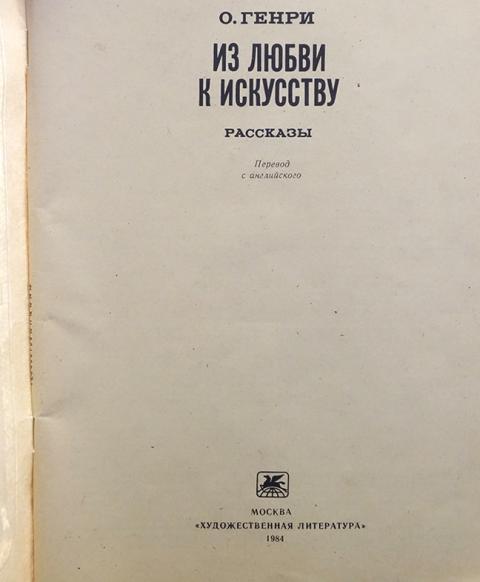 О. ГЕНРИ
ИЗ ЛЮБВИ
К ИСКУССТВУ
РАССКАЗЫ
Перевод
с английского
МОСКВА
«ХУДОЖЕСТВЕННАЯ ЛИТЕРАТУРА»
1984